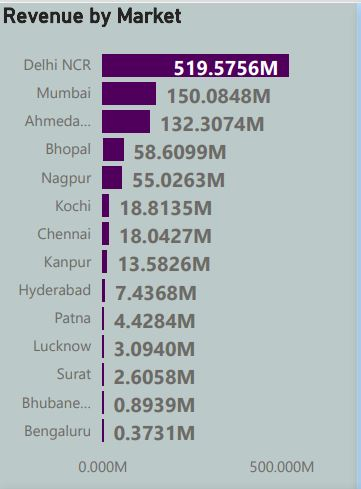 Revenue by Market
Delhi NCR 519.5756M
Mumbai 150.0848M
Ahmeda... 132.3074M
Bhopal 58.6099M
Nagpur 55.0263M
Kochi 18.8135M
Chennai 18.0427M
Kanpur 13.5826M
Hyderabad 7.4368M
Patna 4.4284M
Lucknow 3.0940M
Surat 2.6058M
Bhubane... 0.8939M
Bengaluru 0.3731M
0.000M 500.000M